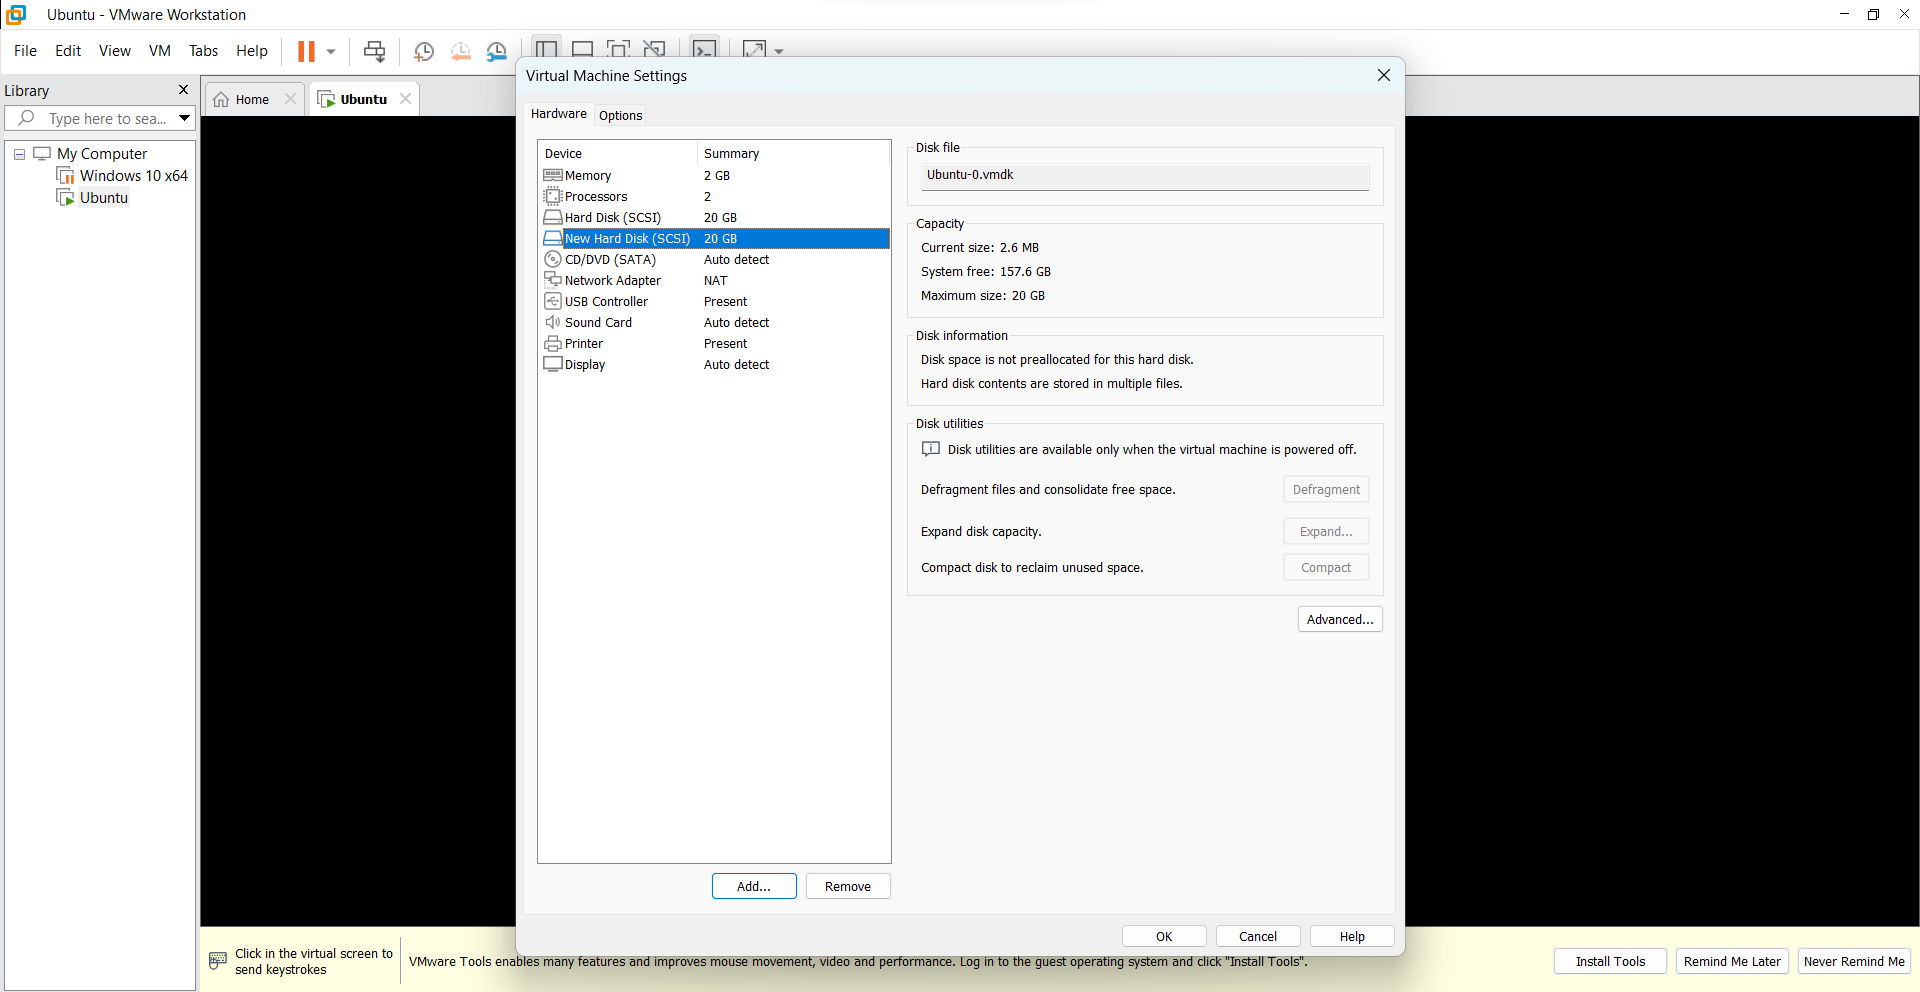 Ubuntu - VMware Workstation
File Edit View VM Tabs Help
Library
Type here to sea...
My Computer
Windows 10 x64
Ubuntu
Home
Ubuntu
Virtual Machine Settings
Hardware Options
Device Summary
Memory 2 GB
Processors 2
Hard Disk (SCSI) 20 GB
New Hard Disk (SCSI) 20 GB
CD/DVD (SATA) Auto detect
Network Adapter NAT
USB Controller Present
Sound Card Auto detect
Printer Present
Display Auto detect
Add... Remove
Disk file
Ubuntu-0.vmdk
Capacity
Current size: 2.6 MB
System free: 157.6 GB
Maximum size: 20 GB
Disk information
Disk space is not preallocated for this hard disk.
Hard disk contents are stored in multiple files.
Disk utilities
Disk utilities are available only when the virtual machine is powered off.
Defragment files and consolidate free space. Defragment
Expand disk capacity. Expand...
Compact disk to reclaim unused space. Compact
Advanced...
OK Cancel Help
Click in the virtual screen to
send keystrokes
VMware Tools enables many features and improves mouse movement, video and performance. Log in to the guest operating system and click "Install Tools".
Install Tools Remind Me Later Never Remind Me